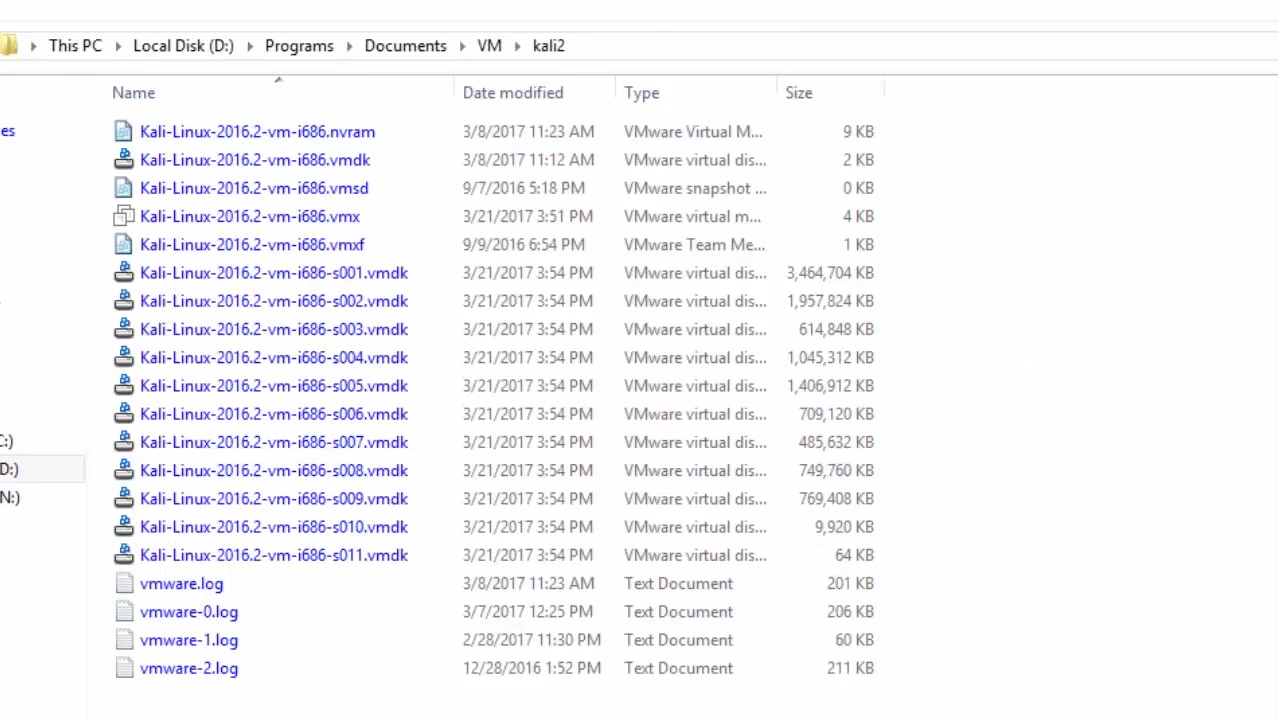 This PC Local Disk (D:) Programs Documents VM kali2
Name Date modified Type Size
es
Kali-Linux-2016.2-vm-i686.nvram 3/8/2017 11:23 AM VMware Virtual M... 9 KB
Kali-Linux-2016.2-vm-i686.vmdk 3/8/2017 11:12 AM VMware virtual dis... 2 KB
Kali-Linux-2016.2-vm-i686.vmsd 9/7/2016 5:18 PM VMware snapshot ... 0 KB
Kali-Linux-2016.2-vm-i686.vmx 3/21/2017 3:51 PM VMware virtual m... 4 KB
Kali-Linux-2016.2-vm-i686.vmxf 9/9/2016 6:54 PM VMware Team Me... 1 KB
Kali-Linux-2016.2-vm-i686-s001.vmdk 3/21/2017 3:54 PM VMware virtual dis... 3,464,704 KB
Kali-Linux-2016.2-vm-i686-s002.vmdk 3/21/2017 3:54 PM VMware virtual dis... 1,957,824 KB
Kali-Linux-2016.2-vm-i686-s003.vmdk 3/21/2017 3:54 PM VMware virtual dis... 614,848 KB
Kali-Linux-2016.2-vm-i686-s004.vmdk 3/21/2017 3:54 PM VMware virtual dis... 1,045,312 KB
Kali-Linux-2016.2-vm-i686-s005.vmdk 3/21/2017 3:54 PM VMware virtual dis... 1,406,912 KB
Kali-Linux-2016.2-vm-i686-s006.vmdk 3/21/2017 3:54 PM VMware virtual dis... 709,120 KB
C:)
Kali-Linux-2016.2-vm-i686-s007.vmdk 3/21/2017 3:54 PM VMware virtual dis... 485,632 KB
D:)
Kali-Linux-2016.2-vm-i686-s008.vmdk 3/21/2017 3:54 PM VMware virtual dis... 749,760 KB
N:)
Kali-Linux-2016.2-vm-i686-s009.vmdk 3/21/2017 3:54 PM VMware virtual dis... 769,408 KB
Kali-Linux-2016.2-vm-i686-s010.vmdk 3/21/2017 3:54 PM VMware virtual dis... 9,920 KB
Kali-Linux-2016.2-vm-i686-s011.vmdk 3/21/2017 3:54 PM VMware virtual dis... 64 KB
vmware.log 3/8/2017 11:23 AM Text Document 201 KB
vmware-0.log 3/7/2017 12:25 PM Text Document 206 KB
vmware-1.log 2/28/2017 11:30 PM Text Document 60 KB
vmware-2.log 12/28/2016 1:52 PM Text Document 211 KB